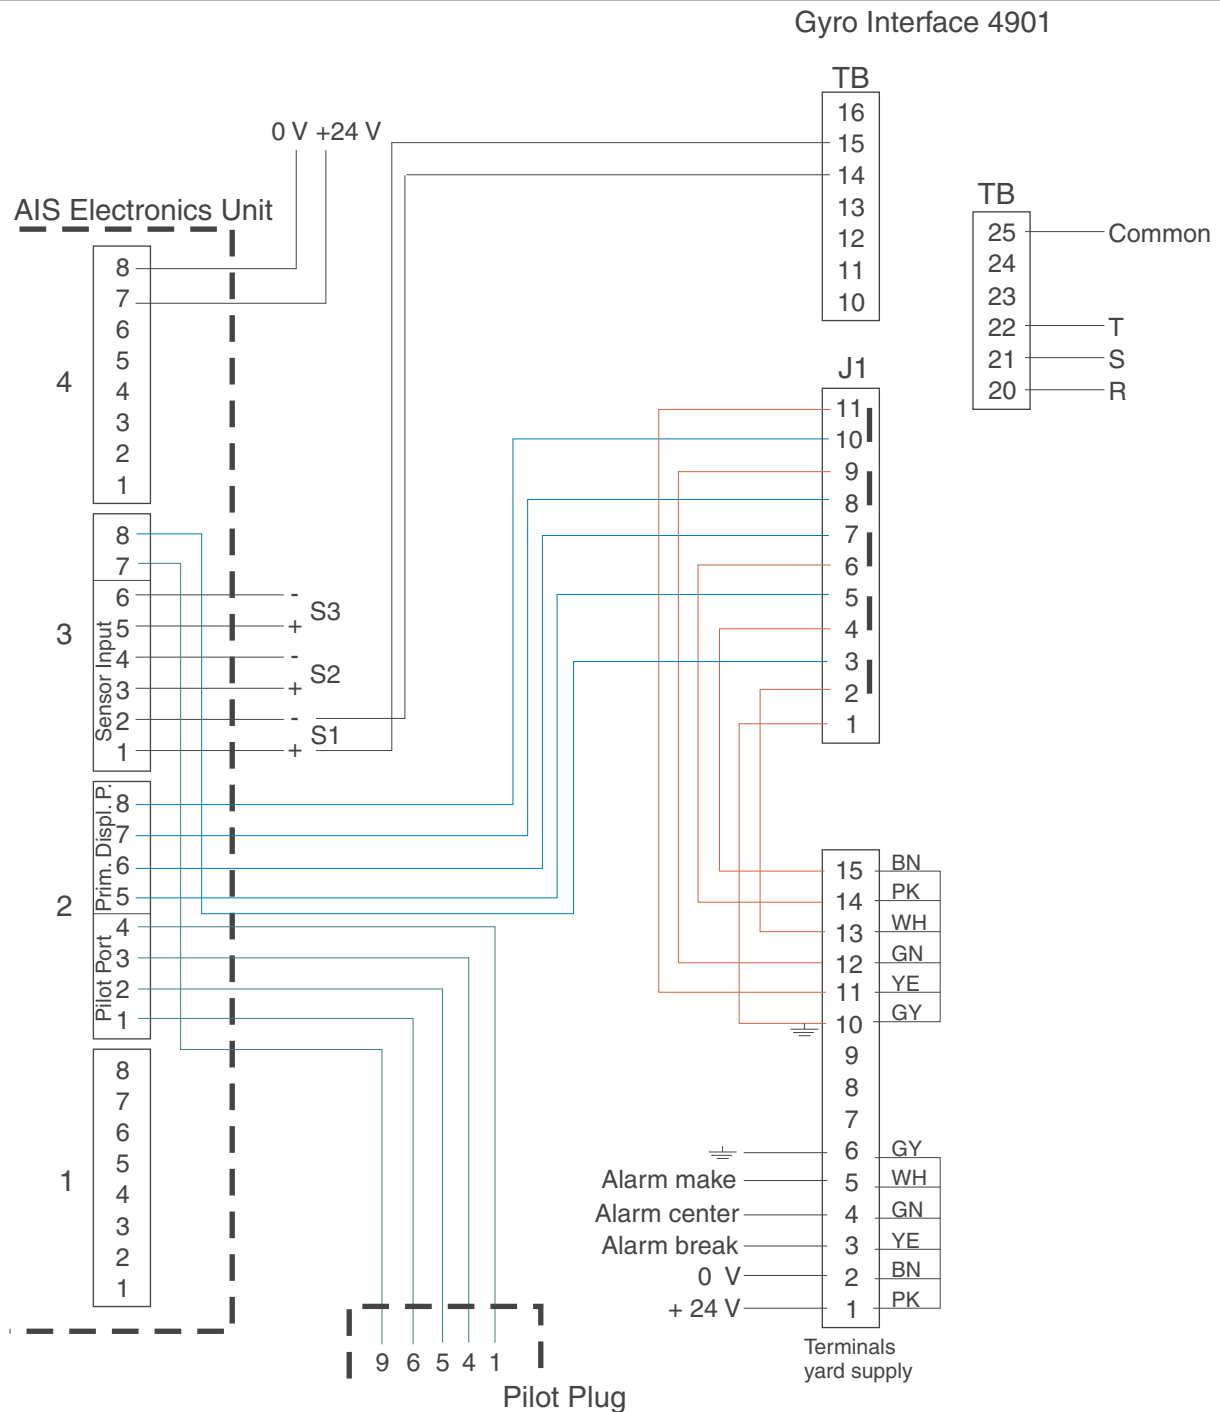 Gyro Interface 4901
TB
16
15
14
13
12
11
10
0 V +24 V
TB
25 Common
24
23
22 T
21 S
20 R
AIS Electronics Unit
4
8
7
6
5
4
3
2
1
3
8
7
Sensor Input
6 -
5 + S3
4 -
3 + S2
2 -
1 + S1
J1
11
10
9
8
7
6
5
4
3
2
1
2
Prim. Displ. P.
8
7
6
5
Pilot Port
4
3
2
1
1
8
7
6
5
4
3
2
1
15 BN
14 PK
13 WH
12 GN
11 YE
10 GY
9
8
7
6 GY
Alarm make 5 WH
Alarm center 4 GN
Alarm break 3 YE
0 V 2 BN
+ 24 V 1 PK
Terminals
yard supply
9 6 5 4 1
Pilot Plug